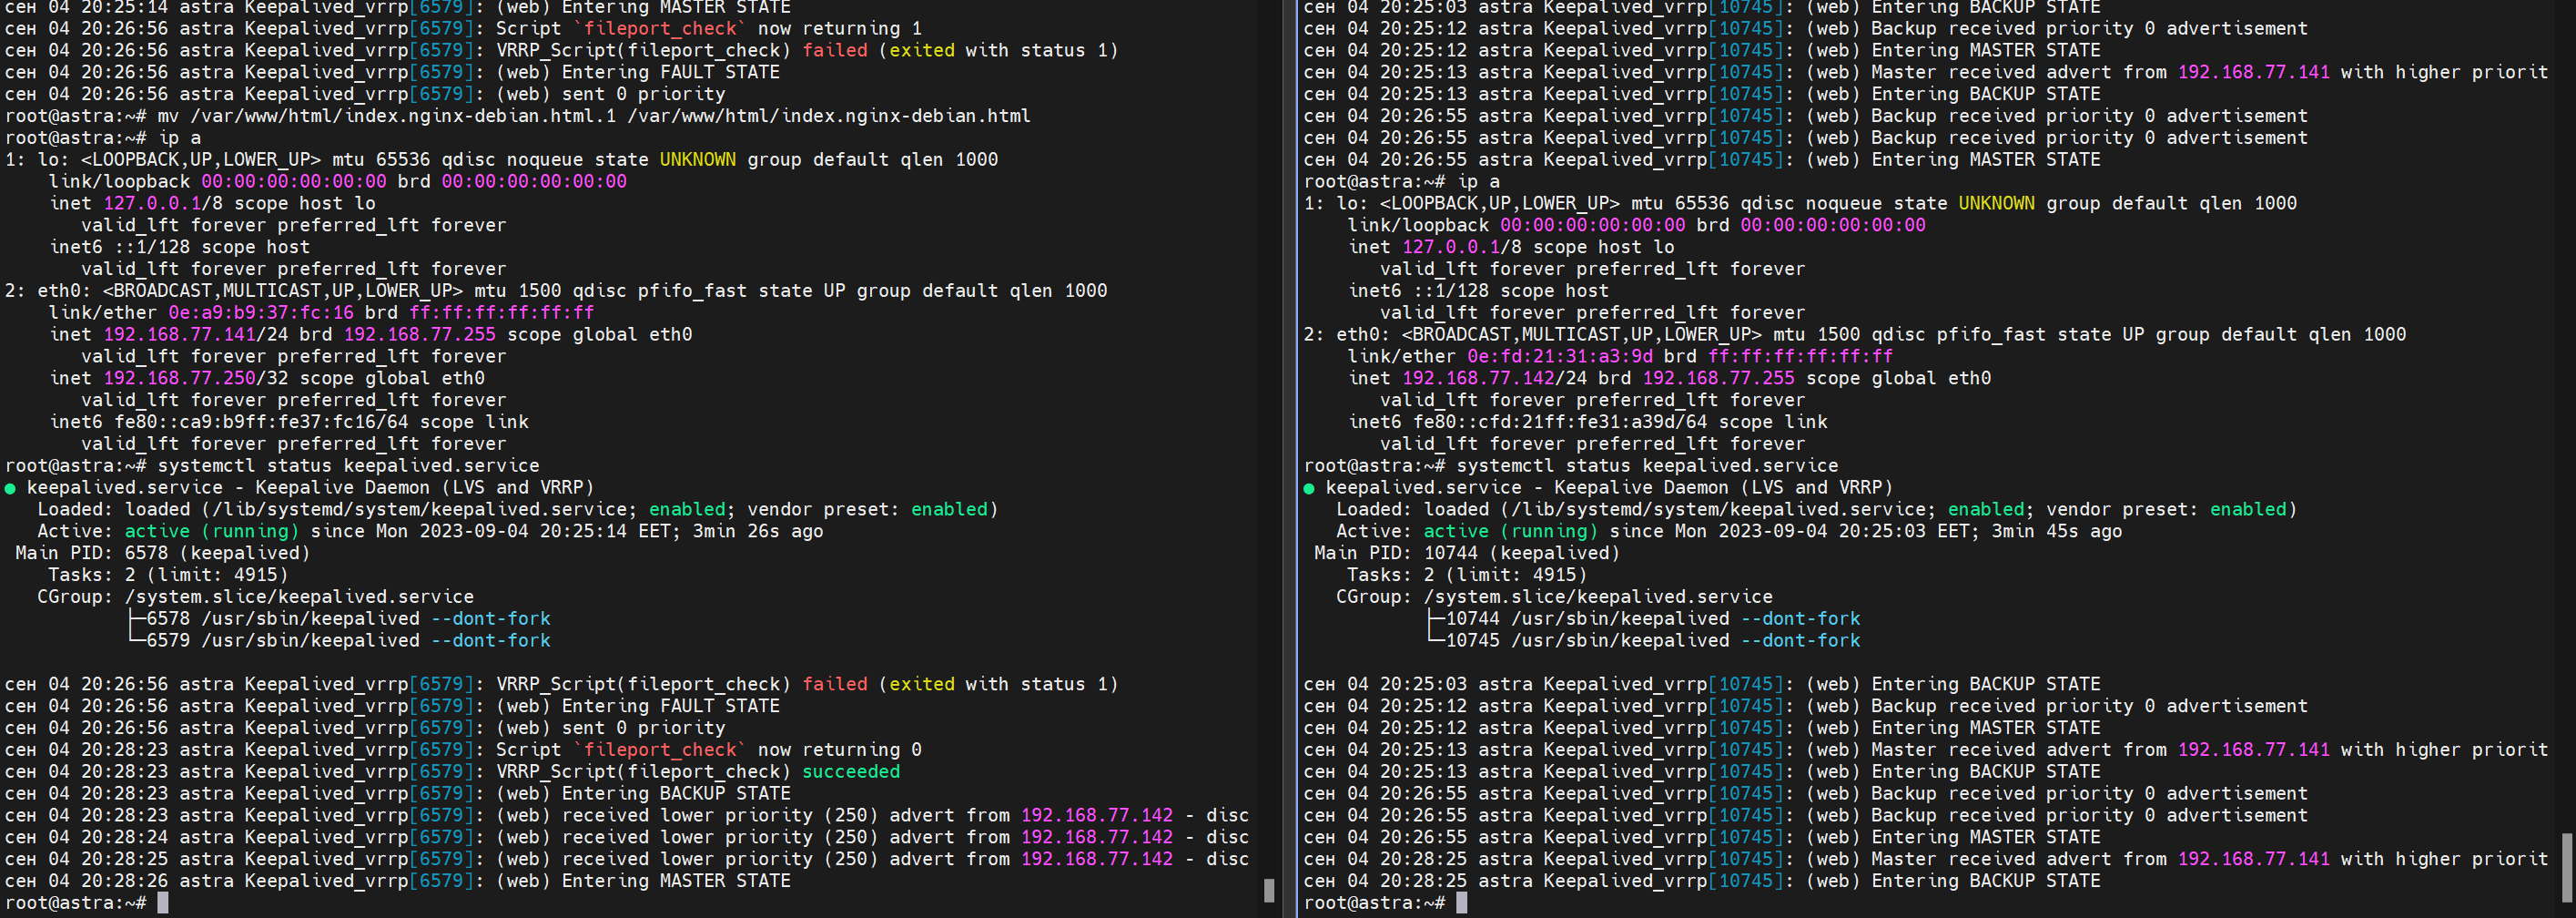 сен 04 20:25:14 astra Keepalived_vrrp[6579]: (web) Entering MASTER STATE
сен 04 20:26:56 astra Keepalived_vrrp[6579]: Script `fileport_check` now returning 1
сен 04 20:26:56 astra Keepalived_vrrp[6579]: VRRP_Script(fileport_check) failed (exited with status 1)
сен 04 20:26:56 astra Keepalived_vrrp[6579]: (web) Entering FAULT STATE
сен 04 20:26:56 astra Keepalived_vrrp[6579]: (web) sent 0 priority
root@astra:~# mv /var/www/html/index.nginx-debian.html.1 /var/www/html/index.nginx-debian.html
root@astra:~# ip a
1: lo: <LOOPBACK,UP,LOWER_UP> mtu 65536 qdisc noqueue state UNKNOWN group default qlen 1000
    link/loopback 00:00:00:00:00:00 brd 00:00:00:00:00:00
    inet 127.0.0.1/8 scope host lo
       valid_lft forever preferred_lft forever
    inet6 ::1/128 scope host
       valid_lft forever preferred_lft forever
2: eth0: <BROADCAST,MULTICAST,UP,LOWER_UP> mtu 1500 qdisc pfifo_fast state UP group default qlen 1000
    link/ether 0e:a9:b9:37:fc:16 brd ff:ff:ff:ff:ff:ff
    inet 192.168.77.141/24 brd 192.168.77.255 scope global eth0
       valid_lft forever preferred_lft forever
    inet 192.168.77.250/32 scope global eth0
       valid_lft forever preferred_lft forever
    inet6 fe80::ca9:b9ff:fe37:fc16/64 scope link
       valid_lft forever preferred_lft forever
root@astra:~# systemctl status keepalived.service
● keepalived.service - Keepalive Daemon (LVS and VRRP)
   Loaded: loaded (/lib/systemd/system/keepalived.service; enabled; vendor preset: enabled)
   Active: active (running) since Mon 2023-09-04 20:25:14 EET; 3min 26s ago
 Main PID: 6578 (keepalived)
    Tasks: 2 (limit: 4915)
   CGroup: /system.slice/keepalived.service
           ├─6578 /usr/sbin/keepalived --dont-fork
           └─6579 /usr/sbin/keepalived --dont-fork
сен 04 20:26:56 astra Keepalived_vrrp[6579]: VRRP_Script(fileport_check) failed (exited with status 1)
сен 04 20:26:56 astra Keepalived_vrrp[6579]: (web) Entering FAULT STATE
сен 04 20:26:56 astra Keepalived_vrrp[6579]: (web) sent 0 priority
сен 04 20:28:23 astra Keepalived_vrrp[6579]: Script `fileport_check` now returning 0
сен 04 20:28:23 astra Keepalived_vrrp[6579]: VRRP_Script(fileport_check) succeeded
сен 04 20:28:23 astra Keepalived_vrrp[6579]: (web) Entering BACKUP STATE
сен 04 20:28:23 astra Keepalived_vrrp[6579]: (web) received lower priority (250) advert from 192.168.77.142 - disc
сен 04 20:28:24 astra Keepalived_vrrp[6579]: (web) received lower priority (250) advert from 192.168.77.142 - disc
сен 04 20:28:25 astra Keepalived_vrrp[6579]: (web) received lower priority (250) advert from 192.168.77.142 - disc
сен 04 20:28:26 astra Keepalived_vrrp[6579]: (web) Entering MASTER STATE
root@astra:~#
сен 04 20:25:03 astra Keepalived_vrrp[10745]: (web) Entering BACKUP STATE
сен 04 20:25:12 astra Keepalived_vrrp[10745]: (web) Backup received priority 0 advertisement
сен 04 20:25:12 astra Keepalived_vrrp[10745]: (web) Entering MASTER STATE
сен 04 20:25:13 astra Keepalived_vrrp[10745]: (web) Master received advert from 192.168.77.141 with higher priorit
сен 04 20:25:13 astra Keepalived_vrrp[10745]: (web) Entering BACKUP STATE
сен 04 20:26:55 astra Keepalived_vrrp[10745]: (web) Backup received priority 0 advertisement
сен 04 20:26:55 astra Keepalived_vrrp[10745]: (web) Backup received priority 0 advertisement
сен 04 20:26:55 astra Keepalived_vrrp[10745]: (web) Entering MASTER STATE
root@astra:~# ip a
1: lo: <LOOPBACK,UP,LOWER_UP> mtu 65536 qdisc noqueue state UNKNOWN group default qlen 1000
    link/loopback 00:00:00:00:00:00 brd 00:00:00:00:00:00
    inet 127.0.0.1/8 scope host lo
       valid_lft forever preferred_lft forever
    inet6 ::1/128 scope host
       valid_lft forever preferred_lft forever
2: eth0: <BROADCAST,MULTICAST,UP,LOWER_UP> mtu 1500 qdisc pfifo_fast state UP group default qlen 1000
    link/ether 0e:fd:21:31:a3:9d brd ff:ff:ff:ff:ff:ff
    inet 192.168.77.142/24 brd 192.168.77.255 scope global eth0
       valid_lft forever preferred_lft forever
    inet6 fe80::cfd:21ff:fe31:a39d/64 scope link
       valid_lft forever preferred_lft forever
root@astra:~# systemctl status keepalived.service
● keepalived.service - Keepalive Daemon (LVS and VRRP)
   Loaded: loaded (/lib/systemd/system/keepalived.service; enabled; vendor preset: enabled)
   Active: active (running) since Mon 2023-09-04 20:25:03 EET; 3min 45s ago
 Main PID: 10744 (keepalived)
    Tasks: 2 (limit: 4915)
   CGroup: /system.slice/keepalived.service
           ├─10744 /usr/sbin/keepalived --dont-fork
           └─10745 /usr/sbin/keepalived --dont-fork
сен 04 20:25:03 astra Keepalived_vrrp[10745]: (web) Entering BACKUP STATE
сен 04 20:25:12 astra Keepalived_vrrp[10745]: (web) Backup received priority 0 advertisement
сен 04 20:25:12 astra Keepalived_vrrp[10745]: (web) Entering MASTER STATE
сен 04 20:25:13 astra Keepalived_vrrp[10745]: (web) Master received advert from 192.168.77.141 with higher priorit
сен 04 20:25:13 astra Keepalived_vrrp[10745]: (web) Entering BACKUP STATE
сен 04 20:26:55 astra Keepalived_vrrp[10745]: (web) Backup received priority 0 advertisement
сен 04 20:26:55 astra Keepalived_vrrp[10745]: (web) Backup received priority 0 advertisement
сен 04 20:26:55 astra Keepalived_vrrp[10745]: (web) Entering MASTER STATE
сен 04 20:28:25 astra Keepalived_vrrp[10745]: (web) Master received advert from 192.168.77.141 with higher priorit
сен 04 20:28:25 astra Keepalived_vrrp[10745]: (web) Entering BACKUP STATE
root@astra:~#